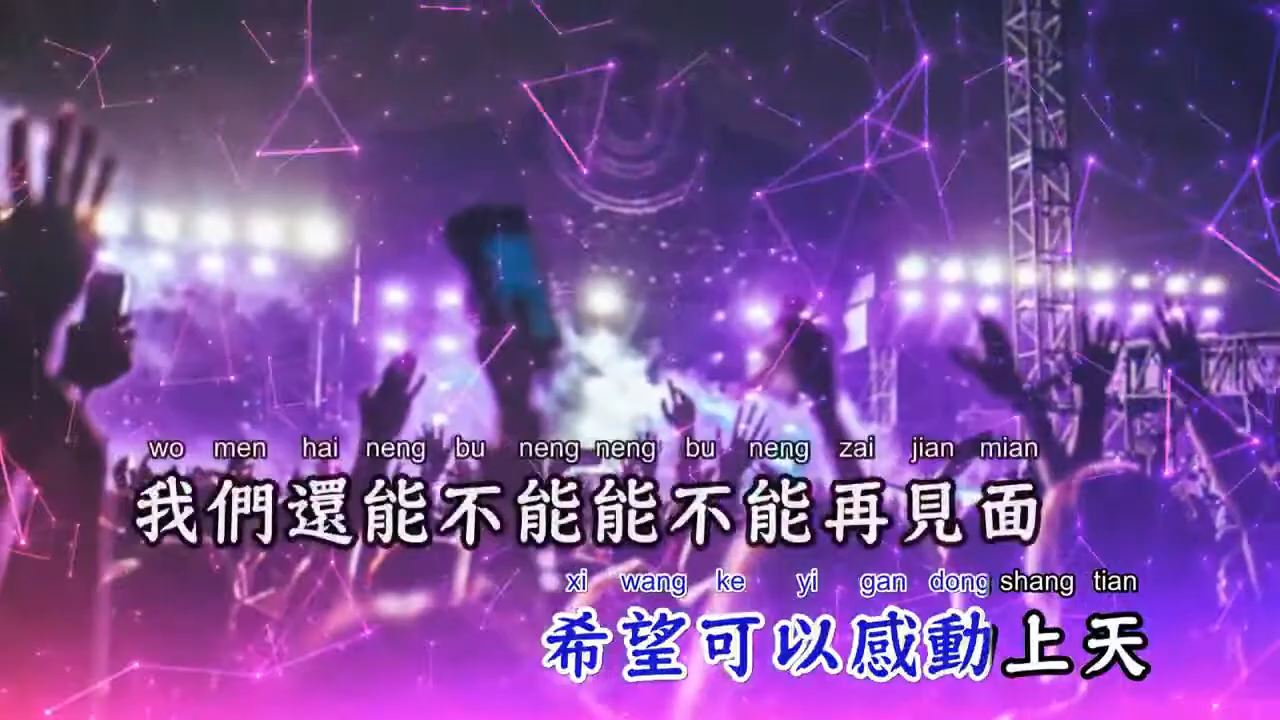 wo men hai neng bu neng neng bu neng zai jian mian
我們還能不能能不能再見面
xi wang ke yi gan dong shang tian
希望可以感動上天